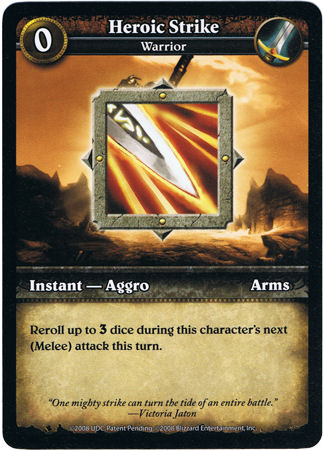 0
Heroic Strike
Warrior
Instant — Aggro
Arms
Reroll up to 3 dice during this character's next
(Melee) attack this turn.
"One mighty strike can turn the tide of an entire battle."
—Victoria Jaton
©2008 UDC. Patent Pending. ©2008 Blizzard Entertainment, Inc.